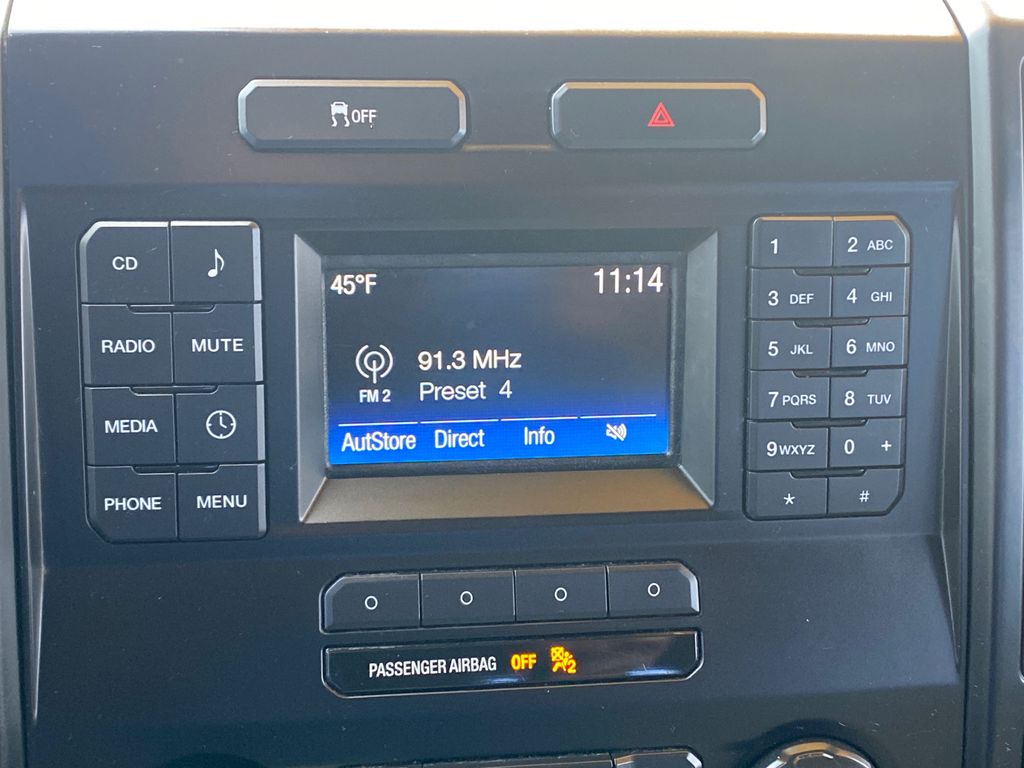 OFF
CD
RADIO MUTE
MEDIA
PHONE MENU
45°F 11:14
91.3 MHz
FM 2 Preset 4
AutStore Direct Info
1 2 ABC
3 DEF 4 GHI
5 JKL 6 MNO
7 PQRS 8 TUV
9 WXYZ 0 +
* #
PASSENGER AIRBAG OFF 2